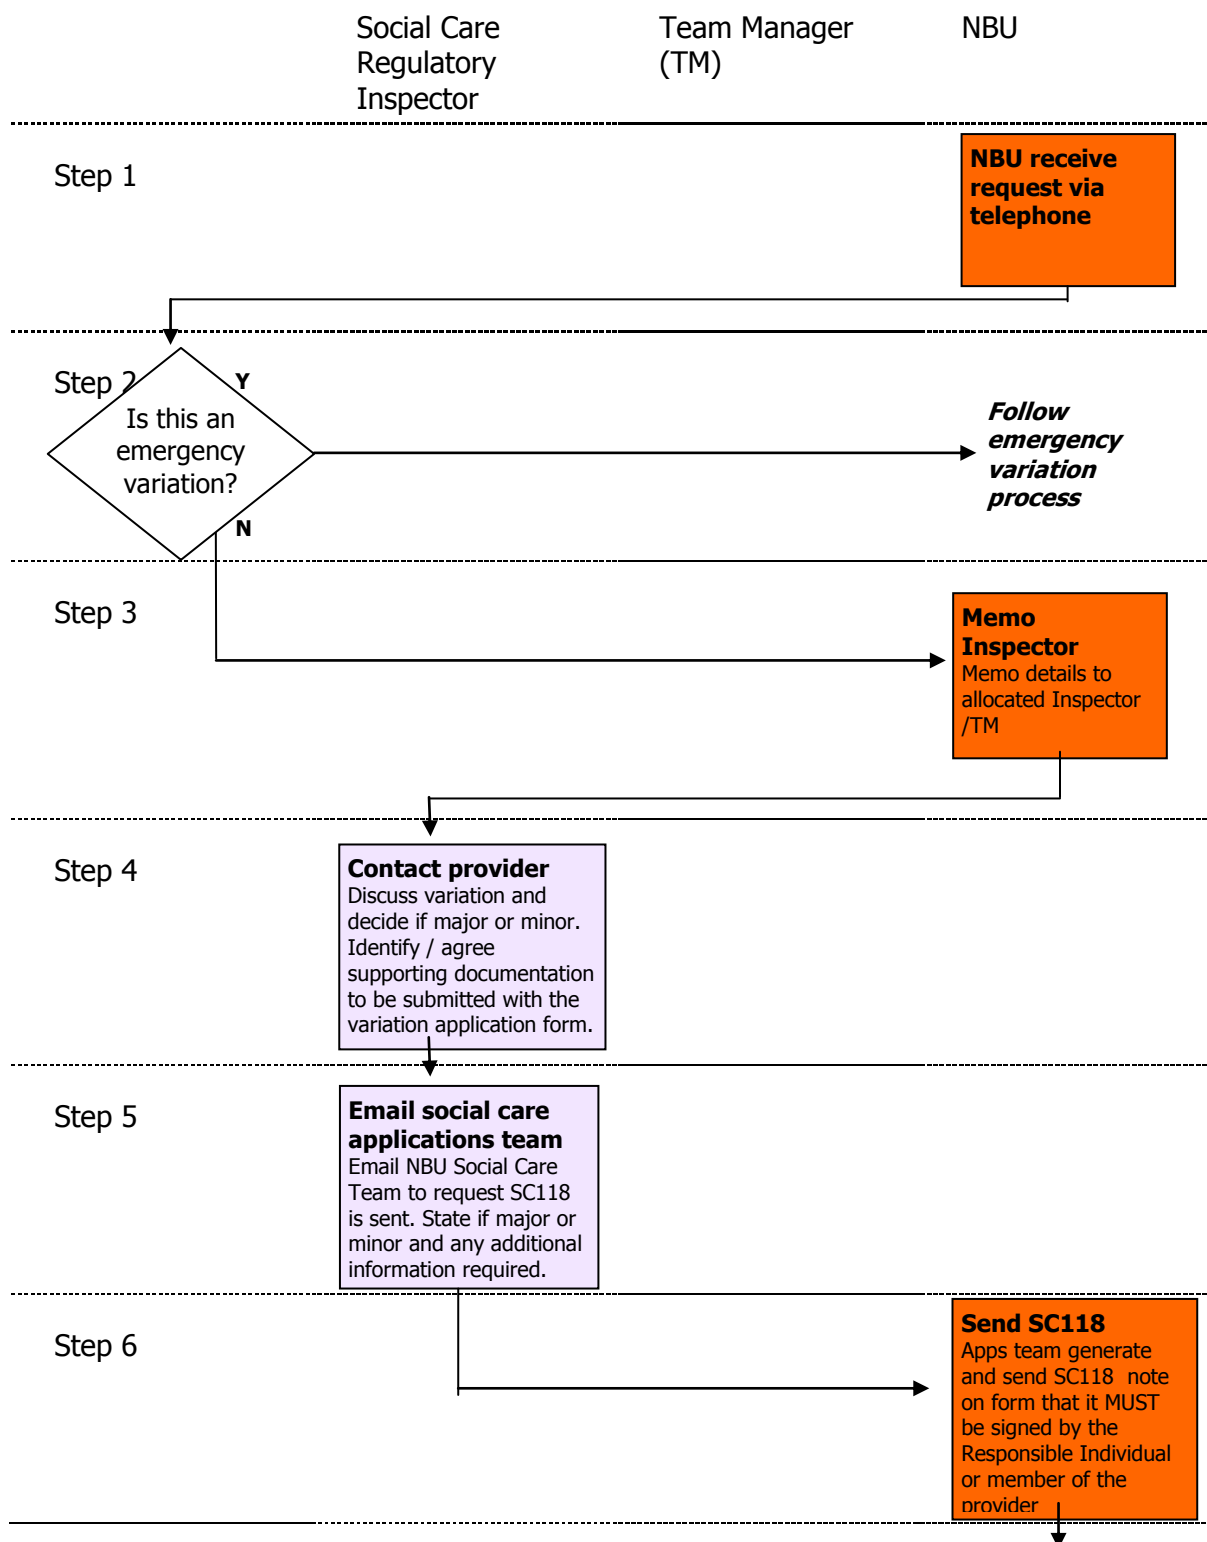 Social Care
Regulatory
Inspector
Team Manager
(TM)
NBU
Step 1
NBU receive
request via
telephone
Step 2
Y
Is this an
emergency
variation?
N
Follow
emergency
variation
process
Step 3
Memo
Inspector
Memo details to
allocated Inspector
/TM
Step 4
Contact provider
Discuss variation and
decide if major or minor.
Identify / agree
supporting documentation
to be submitted with the
variation application form.
Step 5
Email social care
applications team
Email NBU Social Care
Team to request SC118
is sent. State if major or
minor and any additional
information required.
Step 6
Send SC118
Apps team generate
and send SC118 note
on form that it MUST
be signed by the
Responsible Individual
or member of the
provider